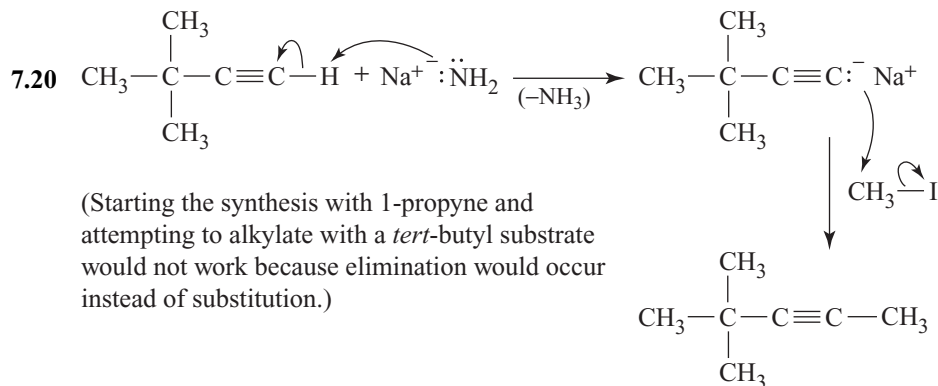 CH3 CH3
7.20 CH3—C—C≡C—H + Na+ −:NH2 (−NH3) CH3—C—C≡C:− Na+
CH3 CH3
CH3—I
(Starting the synthesis with 1-propyne and
attempting to alkylate with a tert-butyl substrate
would not work because elimination would occur
instead of substitution.)
CH3
CH3—C—C≡C—CH3
CH3